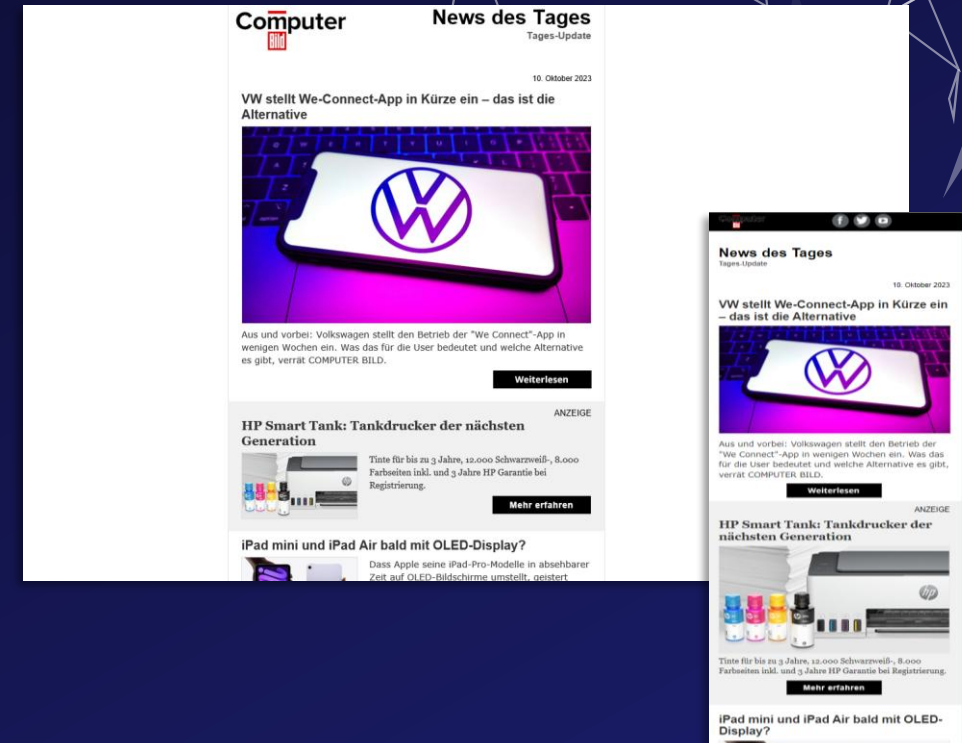 Computer
Bild
News des Tages
Tages-Update
10. Oktober 2023
VW stellt We-Connect-App in Kürze ein – das ist die
Alternative
Aus und vorbei: Volkswagen stellt den Betrieb der "We Connect"-App in
wenigen Wochen ein. Was das für die User bedeutet und welche Alternative
es gibt, verrät COMPUTER BILD.
Weiterlesen
ANZEIGE
HP Smart Tank: Tankdrucker der nächsten
Generation
Tinte für bis zu 3 Jahre, 12.000 Schwarzweiß-, 8.000
Farbseiten inkl. und 3 Jahre HP Garantie bei
Registrierung.
Mehr erfahren
iPad mini und iPad Air bald mit OLED-Display?
Dass Apple seine iPad-Pro-Modelle in absehbarer
Zeit auf OLED-Bildschirme umstellt, geistert
Computer
Bild
News des Tages
Tages-Update
10. Oktober 2023
VW stellt We-Connect-App in Kürze ein
– das ist die Alternative
Aus und vorbei: Volkswagen stellt den Betrieb der
"We Connect"-App in wenigen Wochen ein. Was das
für die User bedeutet und welche Alternative es gibt,
verrät COMPUTER BILD.
Weiterlesen
ANZEIGE
HP Smart Tank: Tankdrucker der
nächsten Generation
hp
Tinte für bis zu 3 Jahre, 12.000 Schwarzweiß-, 8.000
Farbseiten inkl. und 3 Jahre HP Garantie bei Registrierung.
Mehr erfahren
iPad mini und iPad Air bald mit OLED-
Display?